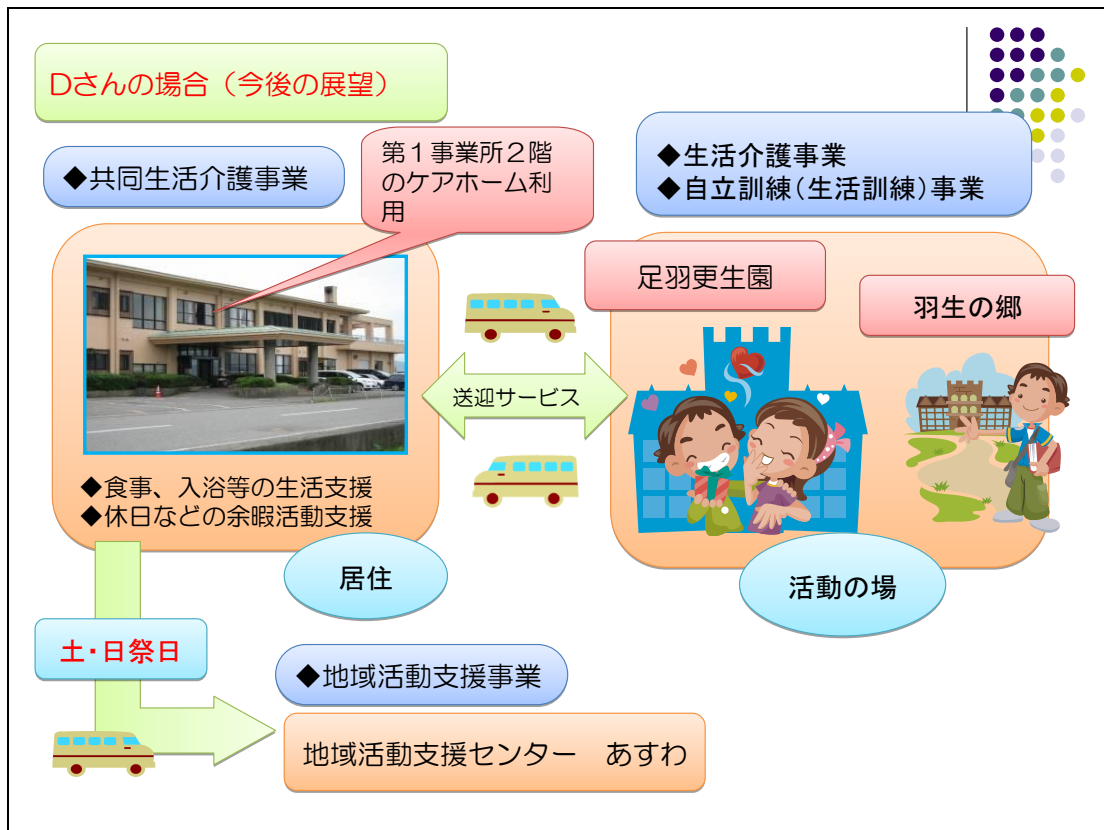 Dさんの場合（今後の展望）
◆共同生活介護事業
第１事業所２階
のケアホーム利
用
◆食事、入浴等の生活支援
◆休日などの余暇活動支援
居住
送迎サービス
◆生活介護事業
◆自立訓練（生活訓練）事業
足羽更生園
羽生の郷
活動の場
土・日祭日
◆地域活動支援事業
地域活動支援センター　あすわ